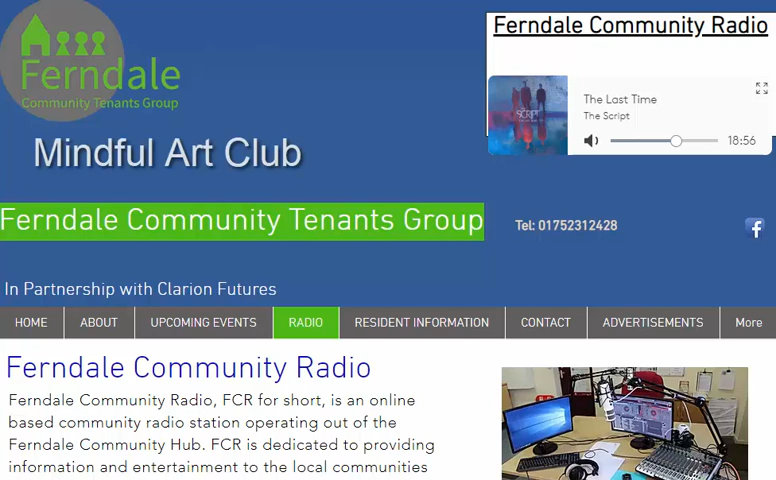 Ferndale
Community Tenants Group
Mindful Art Club
Ferndale Community Radio
SCRIPT
The Last Time
The Script
18:56
Ferndale Community Tenants Group
Tel: 01752312428
f
In Partnership with Clarion Futures
HOME
ABOUT
UPCOMING EVENTS
RADIO
RESIDENT INFORMATION
CONTACT
ADVERTISEMENTS
More
Ferndale Community Radio
Ferndale Community Radio, FCR for short, is an online
based community radio station operating out of the
Ferndale Community Hub. FCR is dedicated to providing
information and entertainment to the local communities